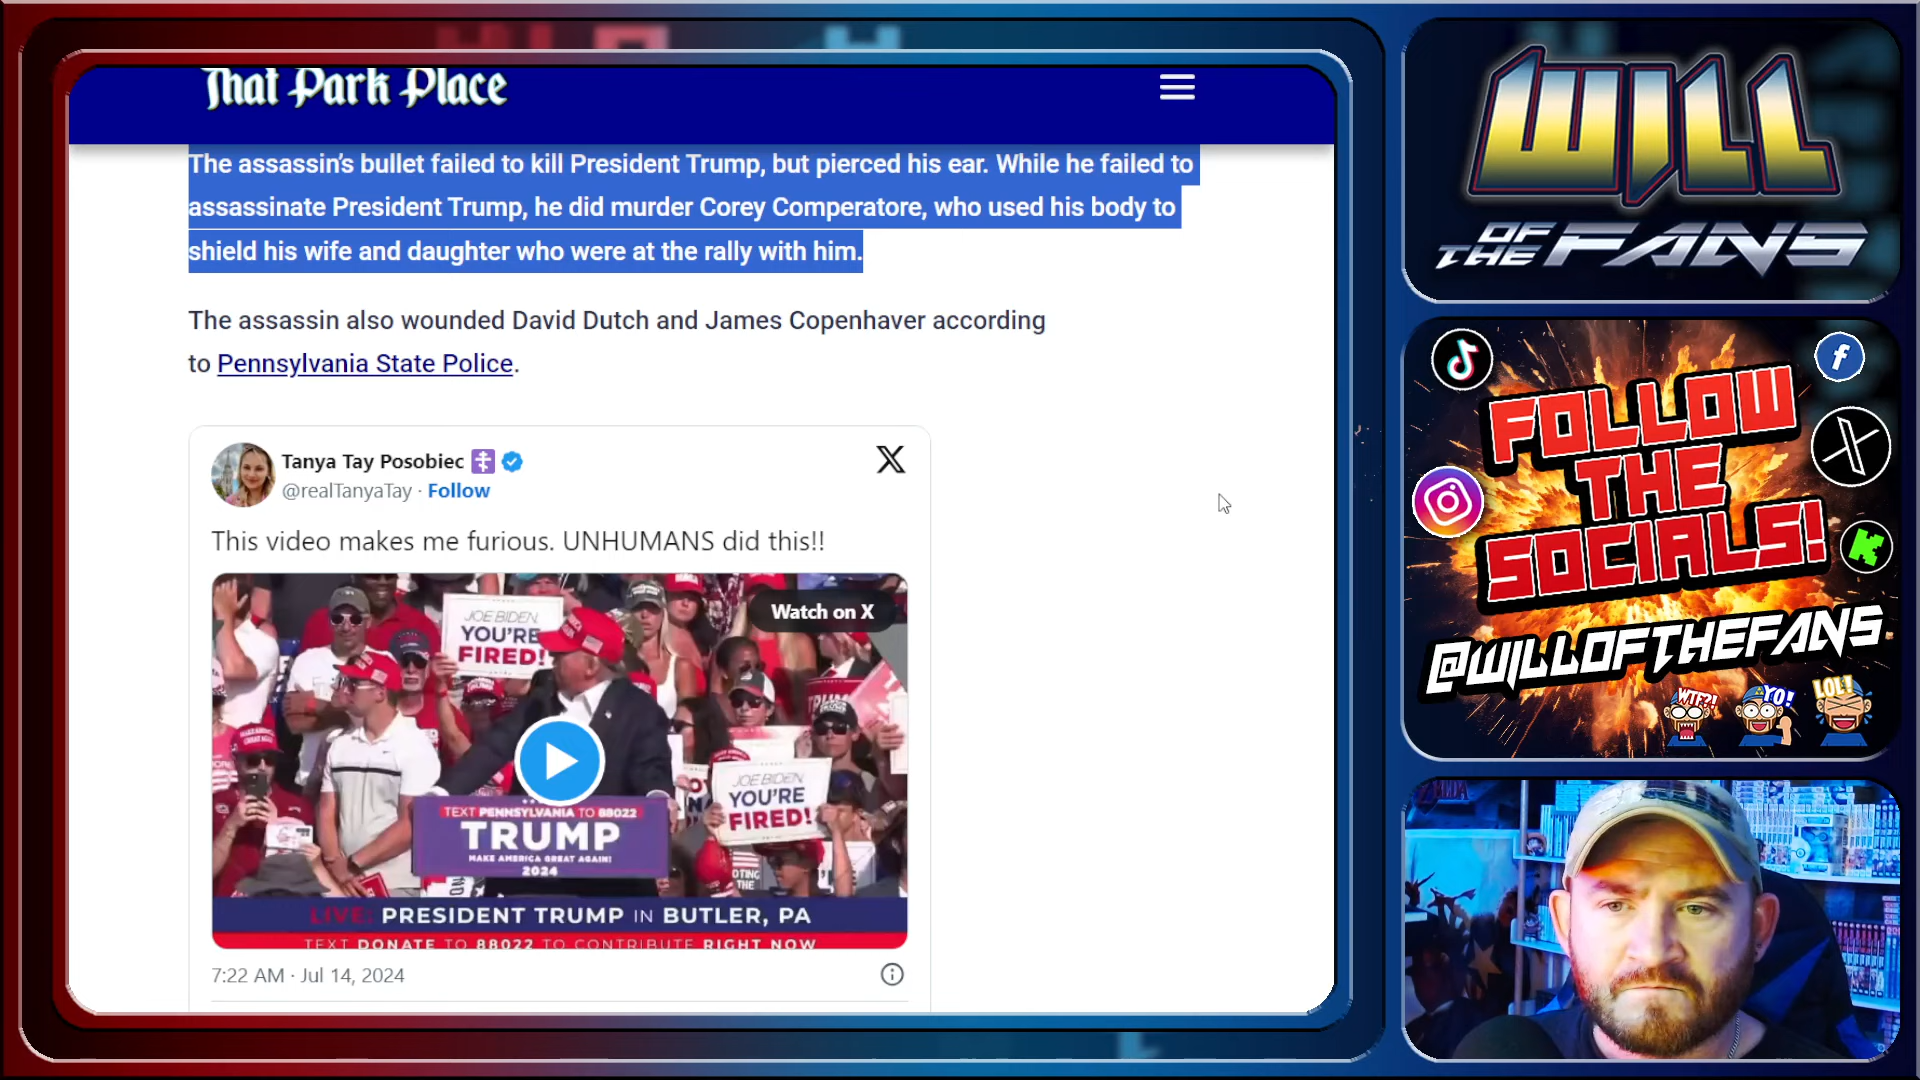 That Park Place
The assassin's bullet failed to kill President Trump, but pierced his ear. While he failed to
assassinate President Trump, he did murder Corey Comperatore, who used his body to
shield his wife and daughter who were at the rally with him.
The assassin also wounded David Dutch and James Copenhaver according
to Pennsylvania State Police.
Tanya Tay Posobiec
@realTanyaTay · Follow
This video makes me furious. UNHUMANS did this!!
Watch on X
JOE BIDEN
YOU'RE
FIRED!
JOE BIDEN
YOU'RE
FIRED!
TEXT PENNSYLVANIA TO 88022
TRUMP
MAKE AMERICA GREAT AGAIN!
2024
LIVE: PRESIDENT TRUMP IN BUTLER, PA
TEXT DONATE TO 88022 TO CONTRIBUTE RIGHT NOW
7:22 AM · Jul 14, 2024
WILL
OF THE FANS
FOLLOW
THE
SOCIALS!
@WILLOFTHEFANS
WTF?!
YO!
LOL!